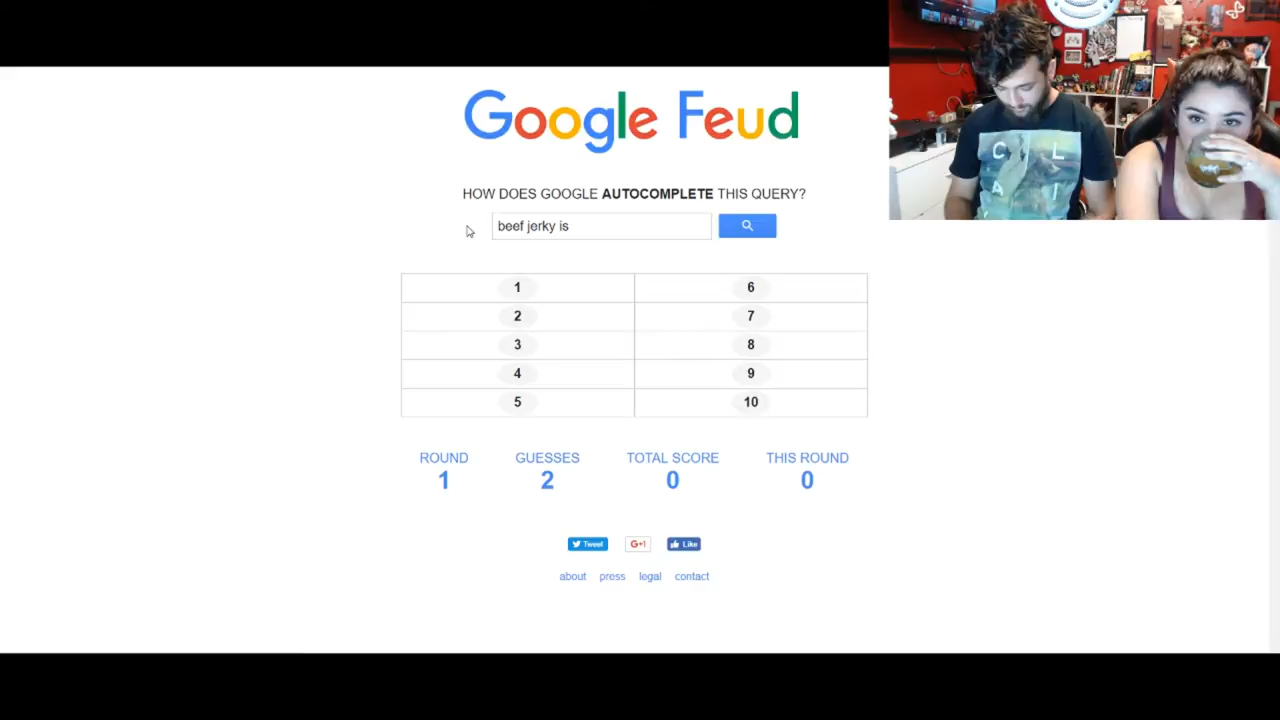 Google Feud
HOW DOES GOOGLE AUTOCOMPLETE THIS QUERY?
beef jerky is
1 6
2 7
3 8
4 9
5 10
ROUND GUESSES TOTAL SCORE THIS ROUND
1 2 0 0
Tweet G+1 Like
about press legal contact
C L
A I